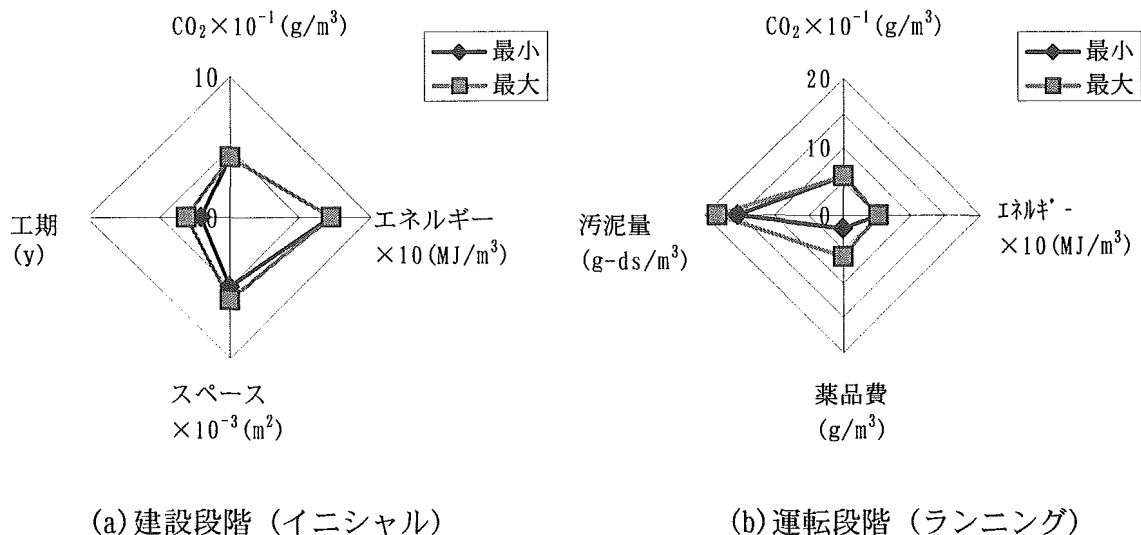 CO₂×10⁻¹(g/m³)
最小
最大
10
0
工期
(y)
エネルギー
×10(MJ/m³)
スペース
×10⁻³(m²)
(a)建設段階（イニシャル）
CO₂×10⁻¹(g/m³)
最小
最大
20
10
0
汚泥量
(g-ds/m³)
エネルギ-
×10(MJ/m³)
薬品費
(g/m³)
(b)運転段階（ランニング）